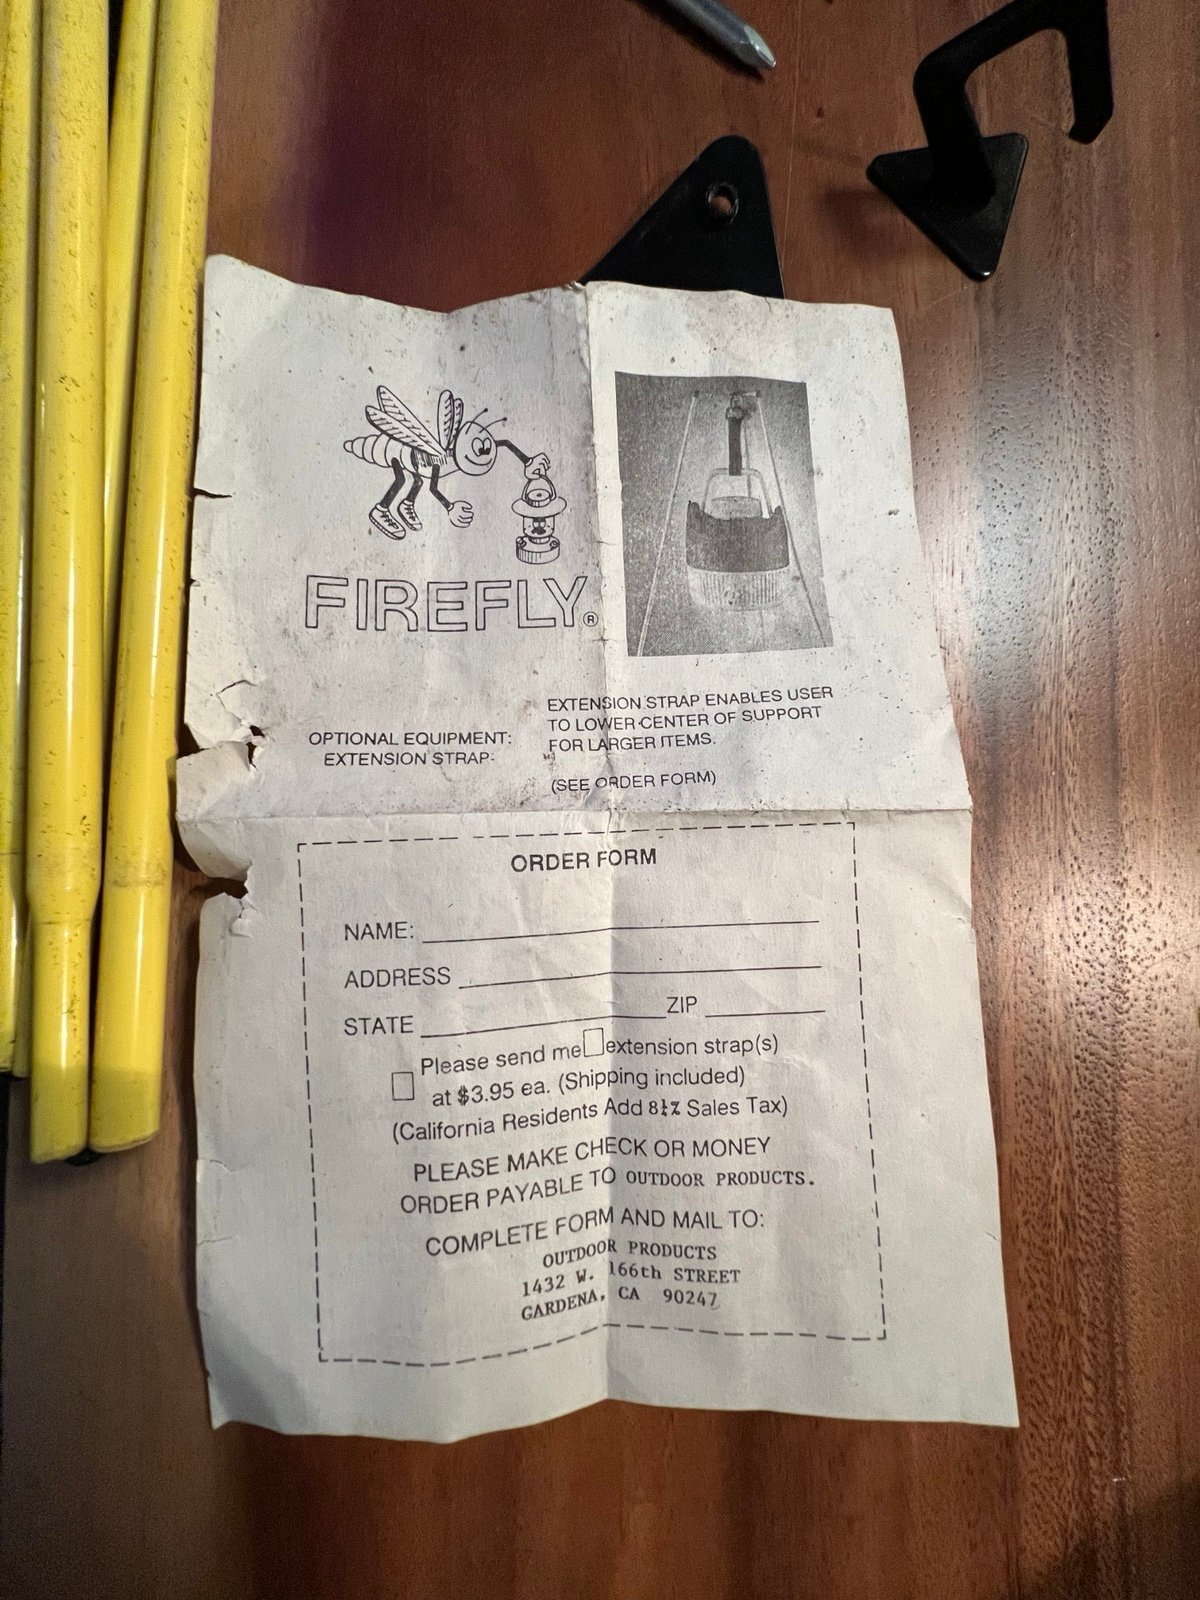 FIREFLY®
OPTIONAL EQUIPMENT:
EXTENSION STRAP-
EXTENSION STRAP ENABLES USER
TO LOWER CENTER OF SUPPORT
FOR LARGER ITEMS.
(SEE ORDER FORM)
ORDER FORM
NAME:
ADDRESS
STATE ZIP
Please send me extension strap(s)
at $3.95 ea. (Shipping included)
(California Residents Add 8¼% Sales Tax)
PLEASE MAKE CHECK OR MONEY
ORDER PAYABLE TO OUTDOOR PRODUCTS.
COMPLETE FORM AND MAIL TO:
OUTDOOR PRODUCTS
1432 W. 166th STREET
GARDENA, CA 90247